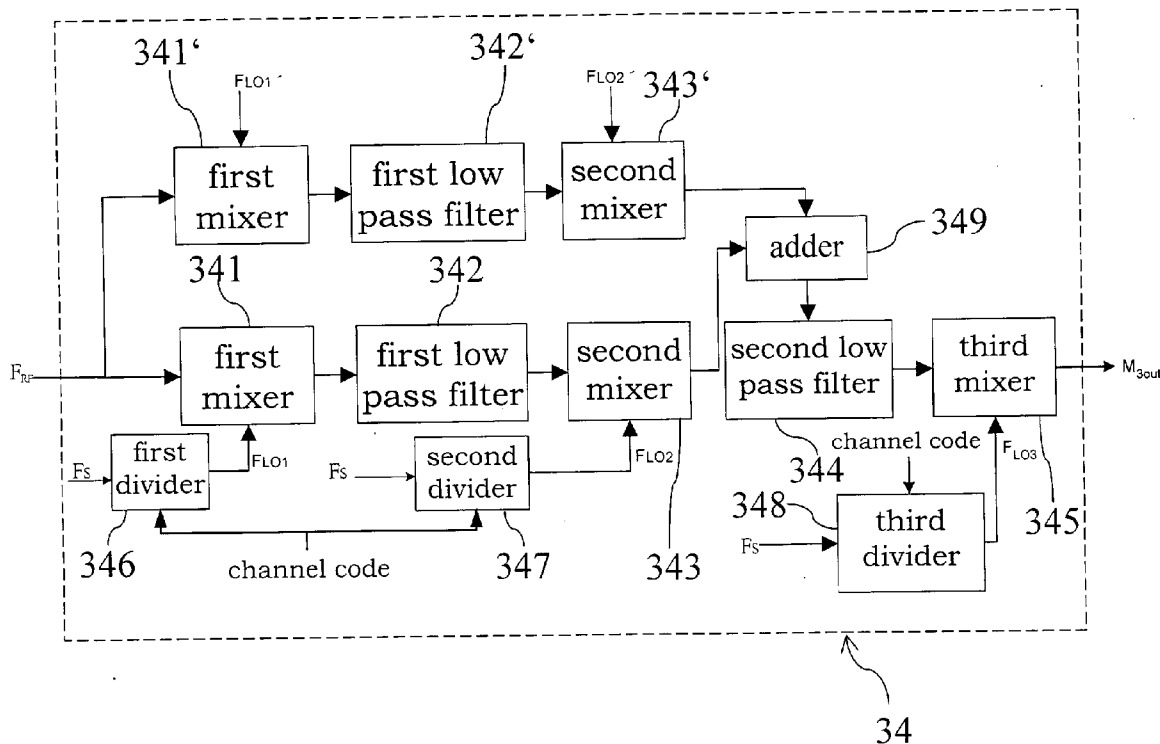 341‘
342‘
FLO1´
FLO2´
343‘
first
mixer
first low
pass filter
second
mixer
adder
349
341
342
FRF
first
mixer
first low
pass filter
second
mixer
second low
pass filter
third
mixer
M3out
Fs
first
divider
FLO1
Fs
second
divider
FLO2
channel code
FLO3
344
346
channel code
347
343
348
Fs
third
divider
345
34